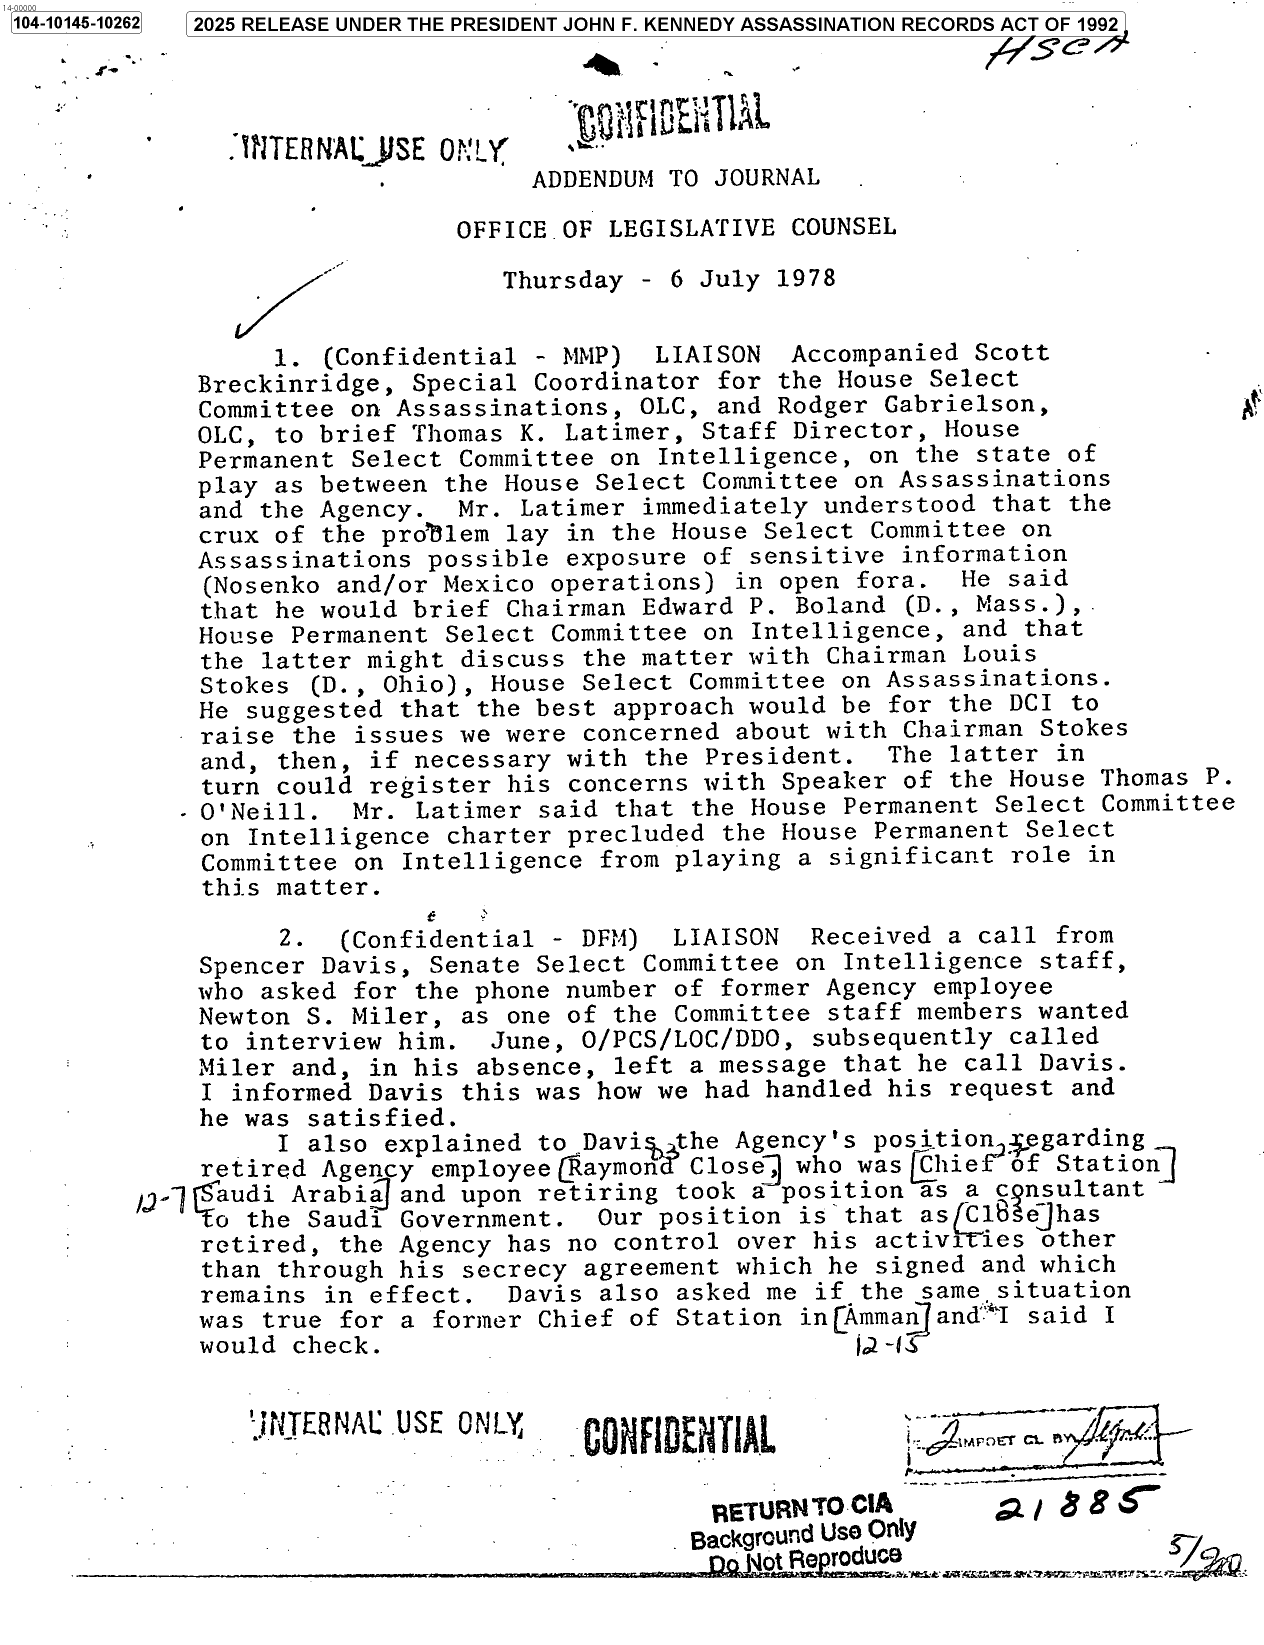 14-00000
104-10145-10262
2025 RELEASE UNDER THE PRESIDENT JOHN F. KENNEDY ASSASSINATION RECORDS ACT OF 1992
HSCA
CONFIDENTIAL
INTERNAL USE ONLY
ADDENDUM TO JOURNAL
OFFICE OF LEGISLATIVE COUNSEL
Thursday - 6 July 1978
1. (Confidential - MMP) LIAISON Accompanied Scott
Breckinridge, Special Coordinator for the House Select
Committee on Assassinations, OLC, and Rodger Gabrielson,
OLC, to brief Thomas K. Latimer, Staff Director, House
Permanent Select Committee on Intelligence, on the state of
play as between the House Select Committee on Assassinations
and the Agency. Mr. Latimer immediately understood that the
crux of the problem lay in the House Select Committee on
Assassinations possible exposure of sensitive information
(Nosenko and/or Mexico operations) in open fora. He said
that he would brief Chairman Edward P. Boland (D., Mass.),
House Permanent Select Committee on Intelligence, and that
the latter might discuss the matter with Chairman Louis
Stokes (D., Ohio), House Select Committee on Assassinations.
He suggested that the best approach would be for the DCI to
raise the issues we were concerned about with Chairman Stokes
and, then, if necessary with the President. The latter in
turn could register his concerns with Speaker of the House Thomas P.
O'Neill. Mr. Latimer said that the House Permanent Select Committee
on Intelligence charter precluded the House Permanent Select
Committee on Intelligence from playing a significant role in
this matter.
2. (Confidential - DFM) LIAISON Received a call from
Spencer Davis, Senate Select Committee on Intelligence staff,
who asked for the phone number of former Agency employee
Newton S. Miler, as one of the Committee staff members wanted
to interview him. June, O/PCS/LOC/DDO, subsequently called
Miler and, in his absence, left a message that he call Davis.
I informed Davis this was how we had handled his request and
he was satisfied.
I also explained to Davis the Agency's position regarding
retired Agency employee [Raymond Close], who was [Chief of Station]
12-7 [Saudi Arabia] and upon retiring took a position as a consultant
to the Saudi Government. Our position is that as [Close] has
retired, the Agency has no control over his activities other
than through his secrecy agreement which he signed and which
remains in effect. Davis also asked me if the same situation
was true for a former Chief of Station in [Amman] and I said I
would check.
12-15
INTERNAL USE ONLY
CONFIDENTIAL
IMPDET CL BY
RETURN TO CIA
Background Use Only
Do Not Reproduce
21885